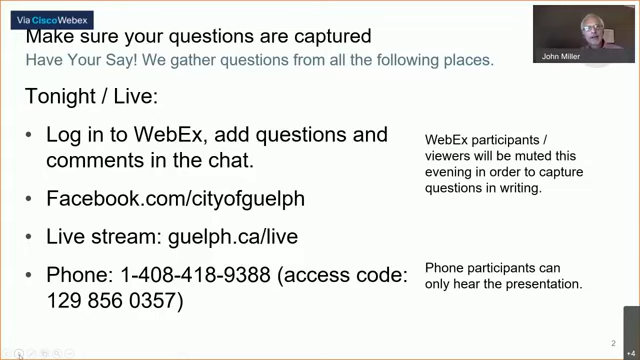 Via Cisco Webex
Make sure your questions are captured
Have Your Say! We gather questions from all the following places.
John Miller
Tonight / Live:
• Log in to WebEx, add questions and
comments in the chat.
WebEx participants /
viewers will be muted this
evening in order to capture
questions in writing.
• Facebook.com/cityofguelph
• Live stream: guelph.ca/live
• Phone: 1-408-418-9388 (access code:
129 856 0357)
Phone participants can
only hear the presentation.
2
+4